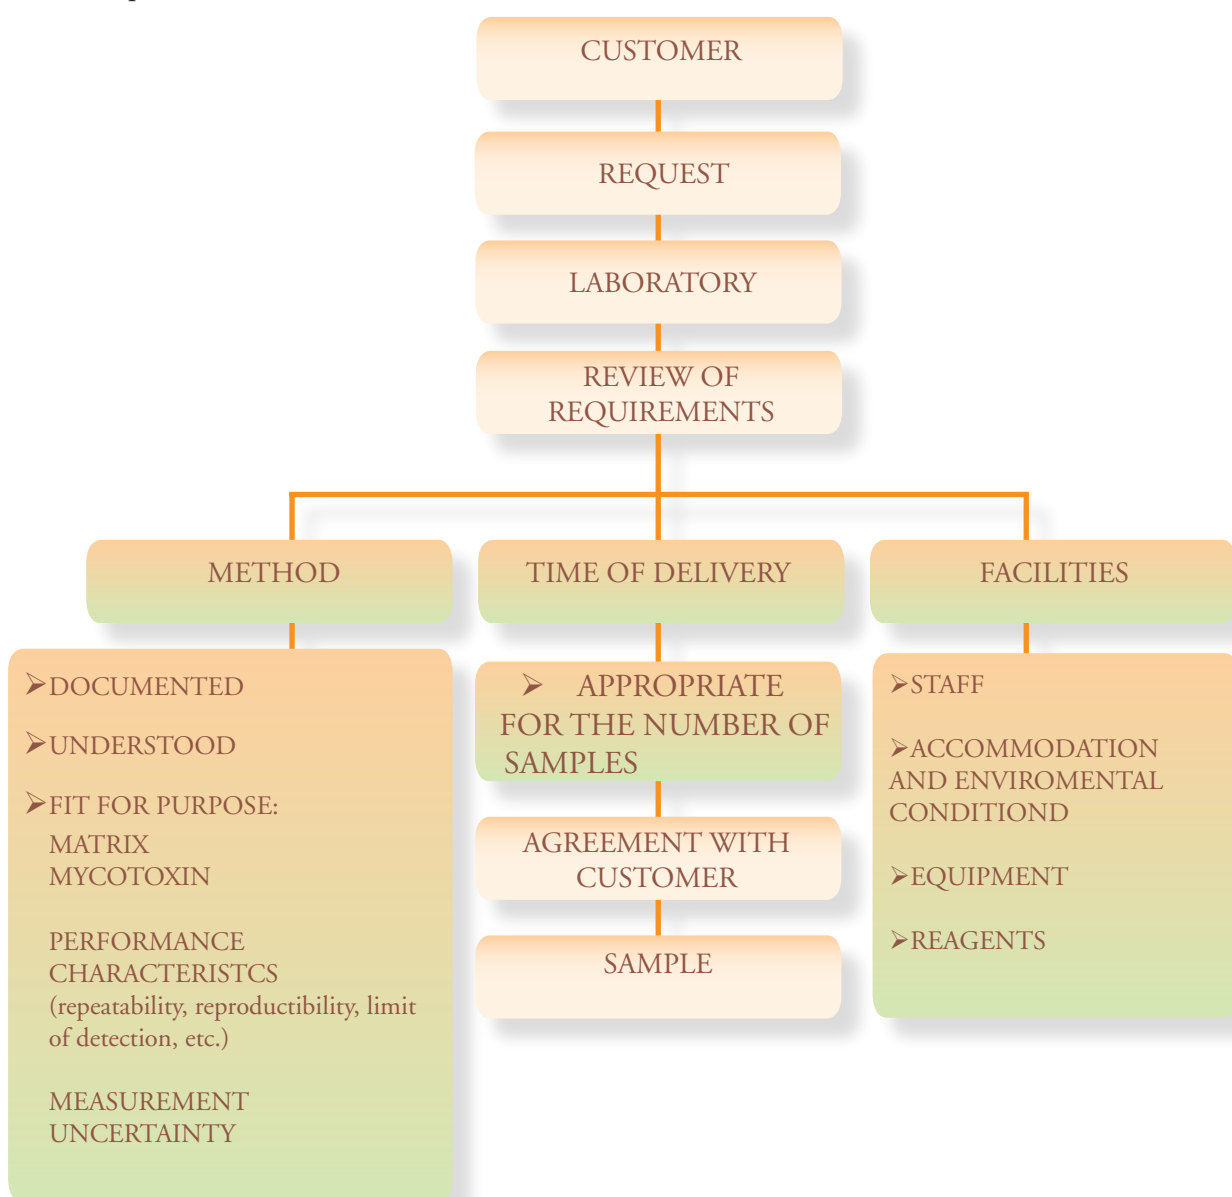 CUSTOMER
REQUEST
LABORATORY
REVIEW OF
REQUIREMENTS
METHOD
➢DOCUMENTED
➢UNDERSTOOD
➢FIT FOR PURPOSE:
MATRIX
MYCOTOXIN
PERFORMANCE
CHARACTERISTCS
(repeatability, reproductibility, limit
of detection, etc.)
MEASUREMENT
UNCERTAINTY
TIME OF DELIVERY
➢ APPROPRIATE
FOR THE NUMBER OF
SAMPLES
AGREEMENT WITH
CUSTOMER
SAMPLE
FACILITIES
➢STAFF
➢ACCOMMODATION
AND ENVIROMENTAL
CONDITIOND
➢EQUIPMENT
➢REAGENTS